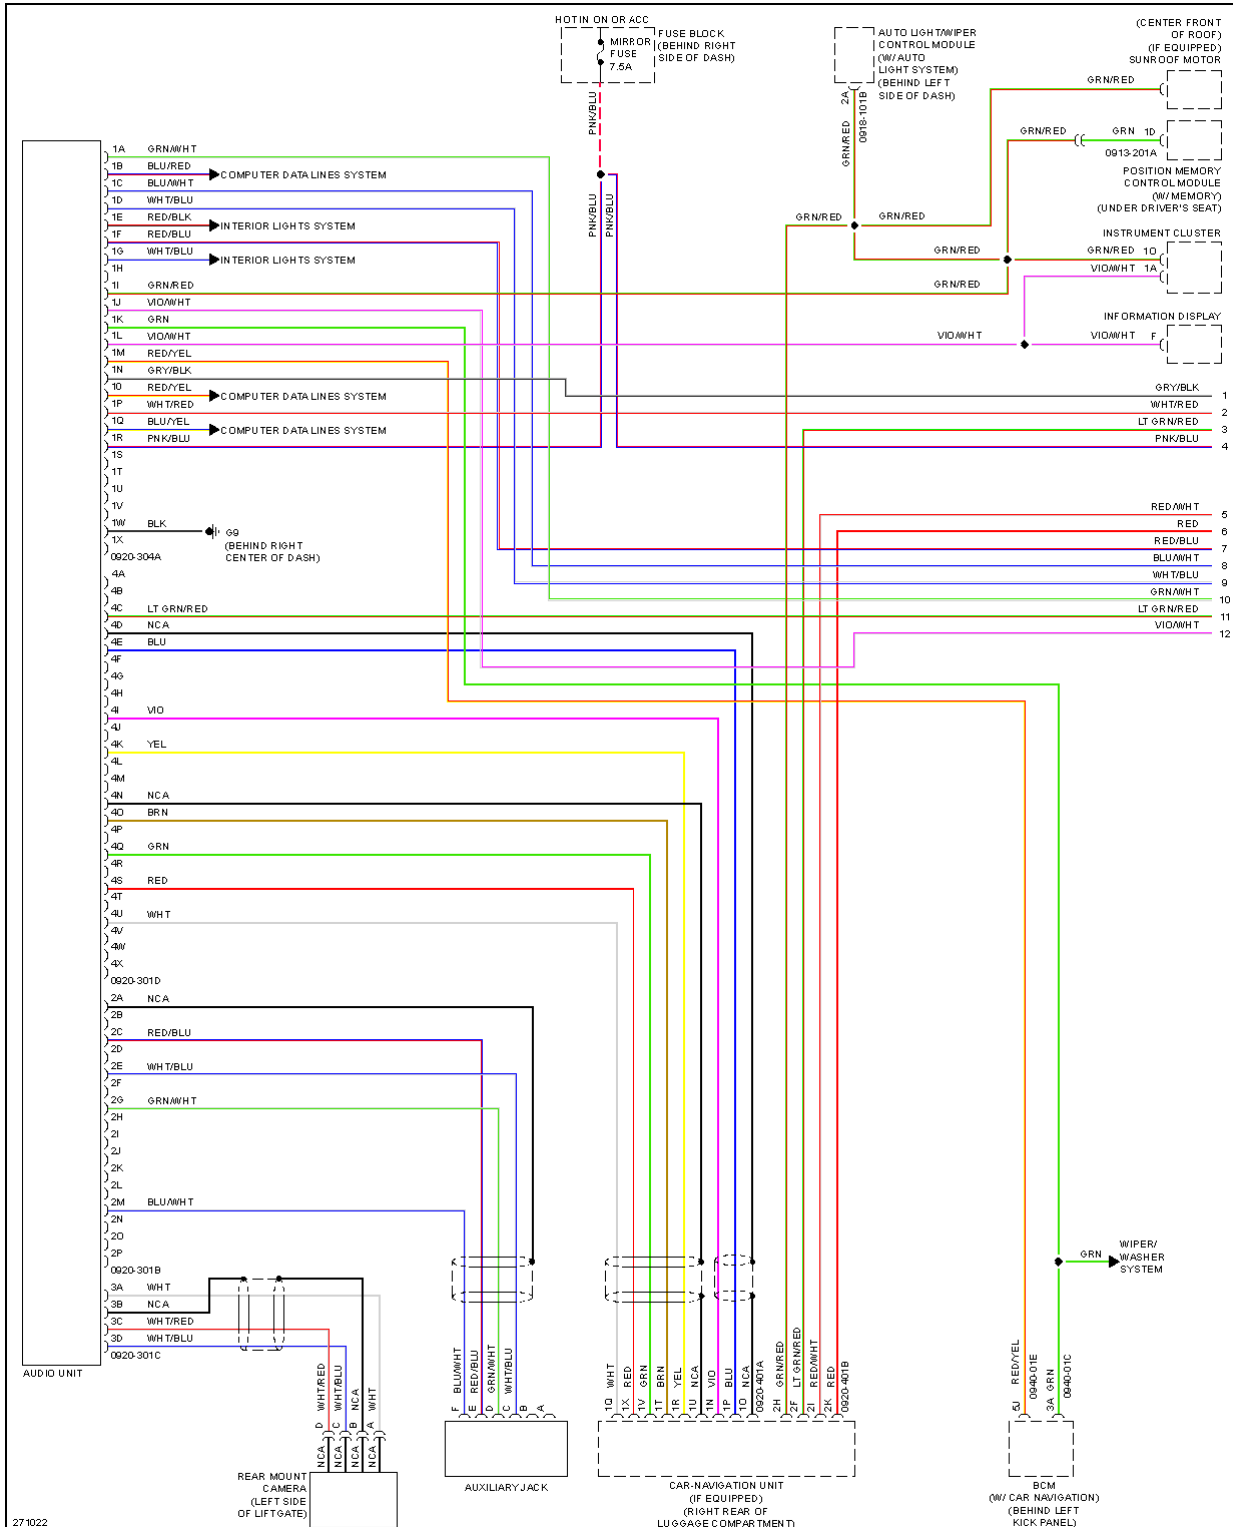 HOT IN ON OR ACC
MIRROR
FUSE
7.5A
FUSE BLOCK
(BEHIND RIGHT
SIDE OF DASH)
PNK/BLU
PNK/BLU
PNK/BLU
AUTO LIGHT/WIPER
CONTROL MODULE
(W/ AUTO
LIGHT SYSTEM)
(BEHIND LEFT
SIDE OF DASH)
2A
0918-101B
GRN/RED
(CENTER FRONT
OF ROOF)
(IF EQUIPPED)
SUNROOF MOTOR
GRN/RED
GRN/RED
GRN 1D
0913-201A
POSITION MEMORY
CONTROL MODULE
(W/ MEMORY)
(UNDER DRIVER'S SEAT)
GRN/RED
GRN/RED
INSTRUMENT CLUSTER
GRN/RED
GRN/RED 1O
VIO/WHT 1A
GRN/RED
INFORMATION DISPLAY
VIO/WHT
VIO/WHT F
1A GRN/WHT
1B BLU/RED
COMPUTER DATA LINES SYSTEM
1C BLU/WHT
1D WHT/BLU
1E RED/BLK
INTERIOR LIGHTS SYSTEM
1F RED/BLU
1G WHT/BLU
INTERIOR LIGHTS SYSTEM
1H
1I GRN/RED
1J VIO/WHT
1K GRN
1L VIO/WHT
1M RED/YEL
1N GRY/BLK
1O RED/YEL
COMPUTER DATA LINES SYSTEM
1P WHT/RED
1Q BLU/YEL
COMPUTER DATA LINES SYSTEM
1R PNK/BLU
1S
1T
1U
1V
1W BLK
G9
(BEHIND RIGHT
CENTER OF DASH)
1X
0920-304A
GRY/BLK 1
WHT/RED 2
LT GRN/RED 3
PNK/BLU 4
RED/WHT 5
RED 6
RED/BLU 7
BLU/WHT 8
WHT/BLU 9
GRN/WHT 10
LT GRN/RED 11
VIO/WHT 12
4A
4B
4C LT GRN/RED
4D NCA
4E BLU
4F
4G
4H
4I VIO
4J
4K YEL
4L
4M
4N NCA
4O BRN
4P
4Q GRN
4R
4S RED
4T
4U WHT
4V
4W
4X
0920-301D
2A NCA
2B
2C RED/BLU
2D
2E WHT/BLU
2F
2G GRN/WHT
2H
2I
2J
2K
2L
2M BLU/WHT
2N
2O
2P
0920-301B
3A WHT
3B NCA
3C WHT/RED
3D WHT/BLU
0920-301C
AUDIO UNIT
GRN
WIPER/
WASHER
SYSTEM
D WHT/RED
C WHT/BLU
B NCA
A WHT
NCA
NCA
NCA
NCA
REAR MOUNT
CAMERA
(LEFT SIDE
OF LIFTGATE)
F BLU/WHT
E RED/BLU
D GRN/WHT
C WHT/BLU
B
A
AUXILIARY JACK
1Q WHT
1X RED
1V GRN
1T BRN
1R YEL
1U NCA
1N VIO
1P BLU
1O NCA
0920-401A
2H GRN/RED
2F LT GRN/RED
2I RED/WHT
2K RED
0920-401B
CAR-NAVIGATION UNIT
(IF EQUIPPED)
(RIGHT REAR OF
LUGGAGE COMPARTMENT)
5J RED/YEL
0940-01E
3A GRN
0940-01C
BCM
(W/ CAR NAVIGATION)
(BEHIND LEFT
KICK PANEL)
271022